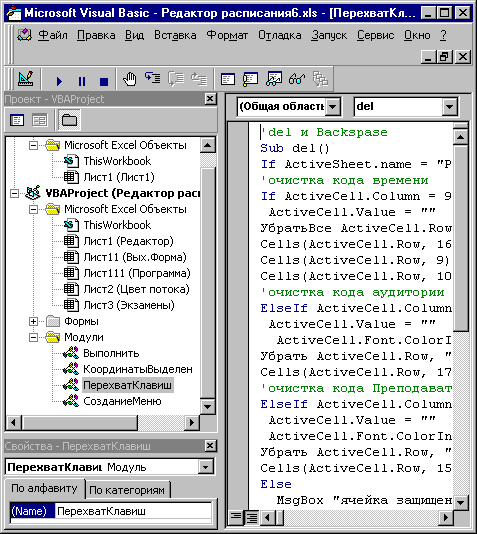 Microsoft Visual Basic - Редактор расписания6.xls - [ПерехватКл...
Файл Правка Вид Вставка Формат Отладка Запуск Сервис Окно ?
Проект - VBAProject
Microsoft Excel Объекты
ThisWorkbook
Лист1 (Лист1)
VBAProject (Редактор рас
Microsoft Excel Объекты
ThisWorkbook
Лист1 (Редактор)
Лист11 (Вых.Форма)
Лист111 (Программа)
Лист2 (Цвет потока)
Лист3 (Экзамены)
Формы
Модули
Выполнить
КоординатыВыделен
ПерехватКлавиш
СозданиеМеню
Свойства - ПерехватКлавиш
ПерехватКлавиш Модуль
По алфавиту По категориям
(Name) ПерехватКлавиш
(Общая область del
'del и Backspase
Sub del()
If ActiveSheet.name = "Р
'очистка кода времени
If ActiveCell.Column = 9
ActiveCell.Value = ""
УбратьВсе ActiveCell.Row
Cells(ActiveCell.Row, 16
Cells(ActiveCell.Row, 9)
Cells(ActiveCell.Row, 10
'очистка кода аудитории
ElseIf ActiveCell.Column
ActiveCell.Value = ""
ActiveCell.Font.ColorI
Убрать ActiveCell.Row, "
Cells(ActiveCell.Row, 17
'очистка кода Преподават
ElseIf ActiveCell.Column
ActiveCell.Value = ""
ActiveCell.Font.ColorIn
Убрать ActiveCell.Row, "
Cells(ActiveCell.Row, 15
Else
MsgBox "ячейка защищен